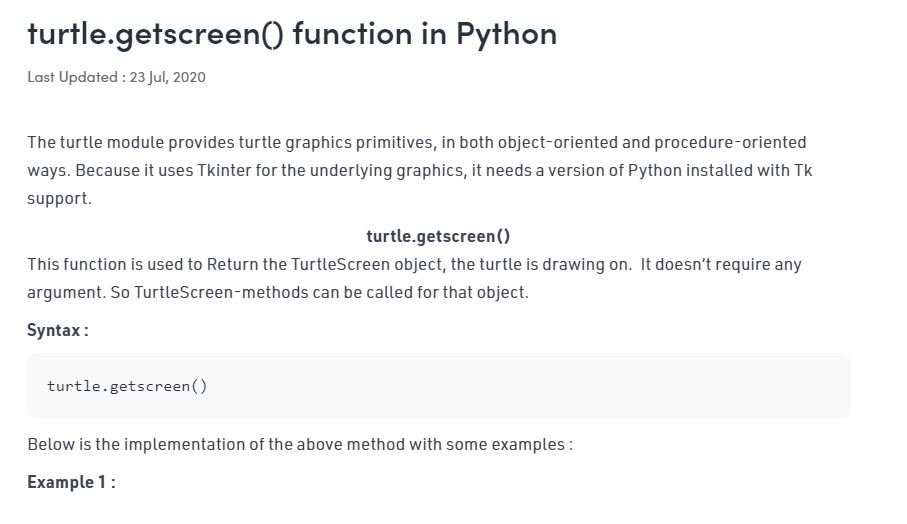 turtle.getscreen() function in Python
Last Updated : 23 Jul, 2020
The turtle module provides turtle graphics primitives, in both object-oriented and procedure-oriented
ways. Because it uses Tkinter for the underlying graphics, it needs a version of Python installed with Tk
support.
turtle.getscreen()
This function is used to Return the TurtleScreen object, the turtle is drawing on.  It doesn’t require any
argument. So TurtleScreen-methods can be called for that object.
Syntax :
turtle.getscreen()
Below is the implementation of the above method with some examples :
Example 1 :